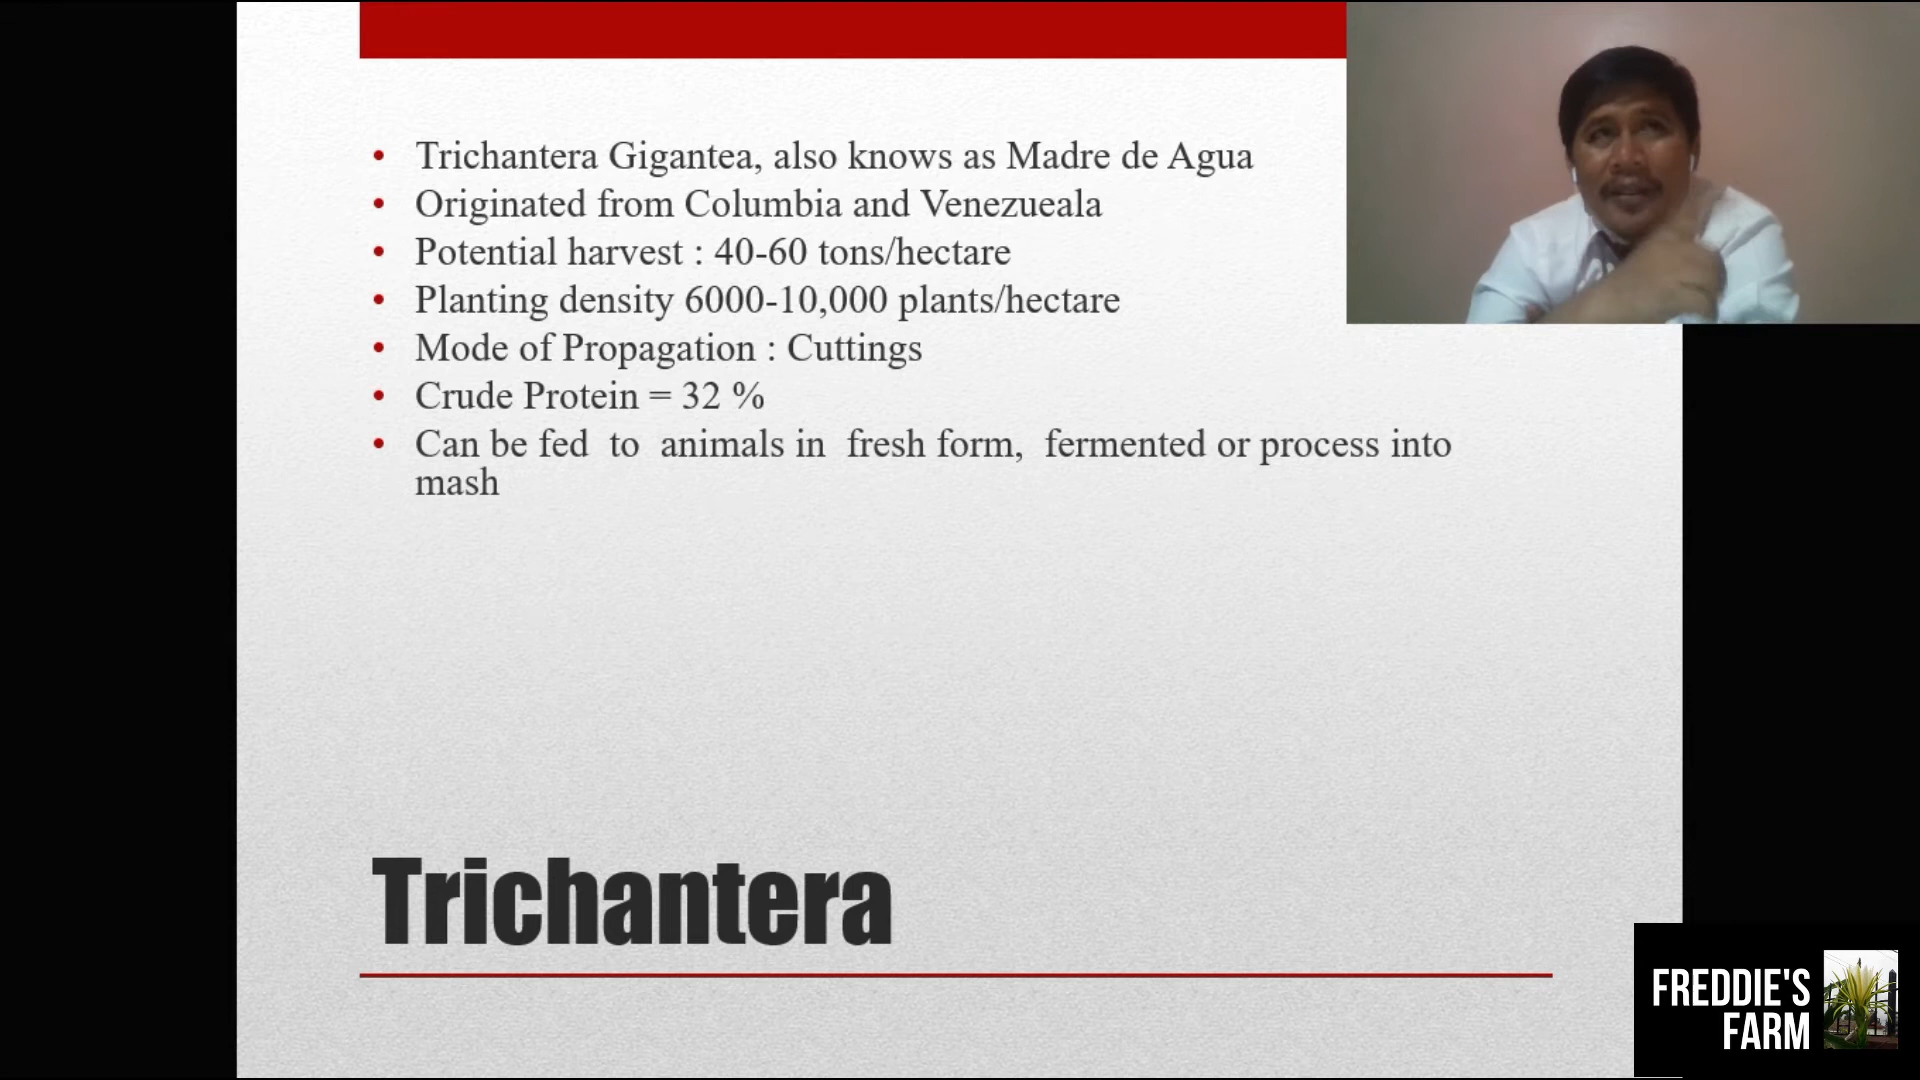 Trichantera Gigantea, also knows as Madre de Agua
Originated from Columbia and Venezueala
Potential harvest : 40-60 tons/hectare
Planting density 6000-10,000 plants/hectare
Mode of Propagation : Cuttings
Crude Protein = 32 %
Can be fed to animals in fresh form, fermented or process into
mash
Trichantera
FREDDIE'S
FARM